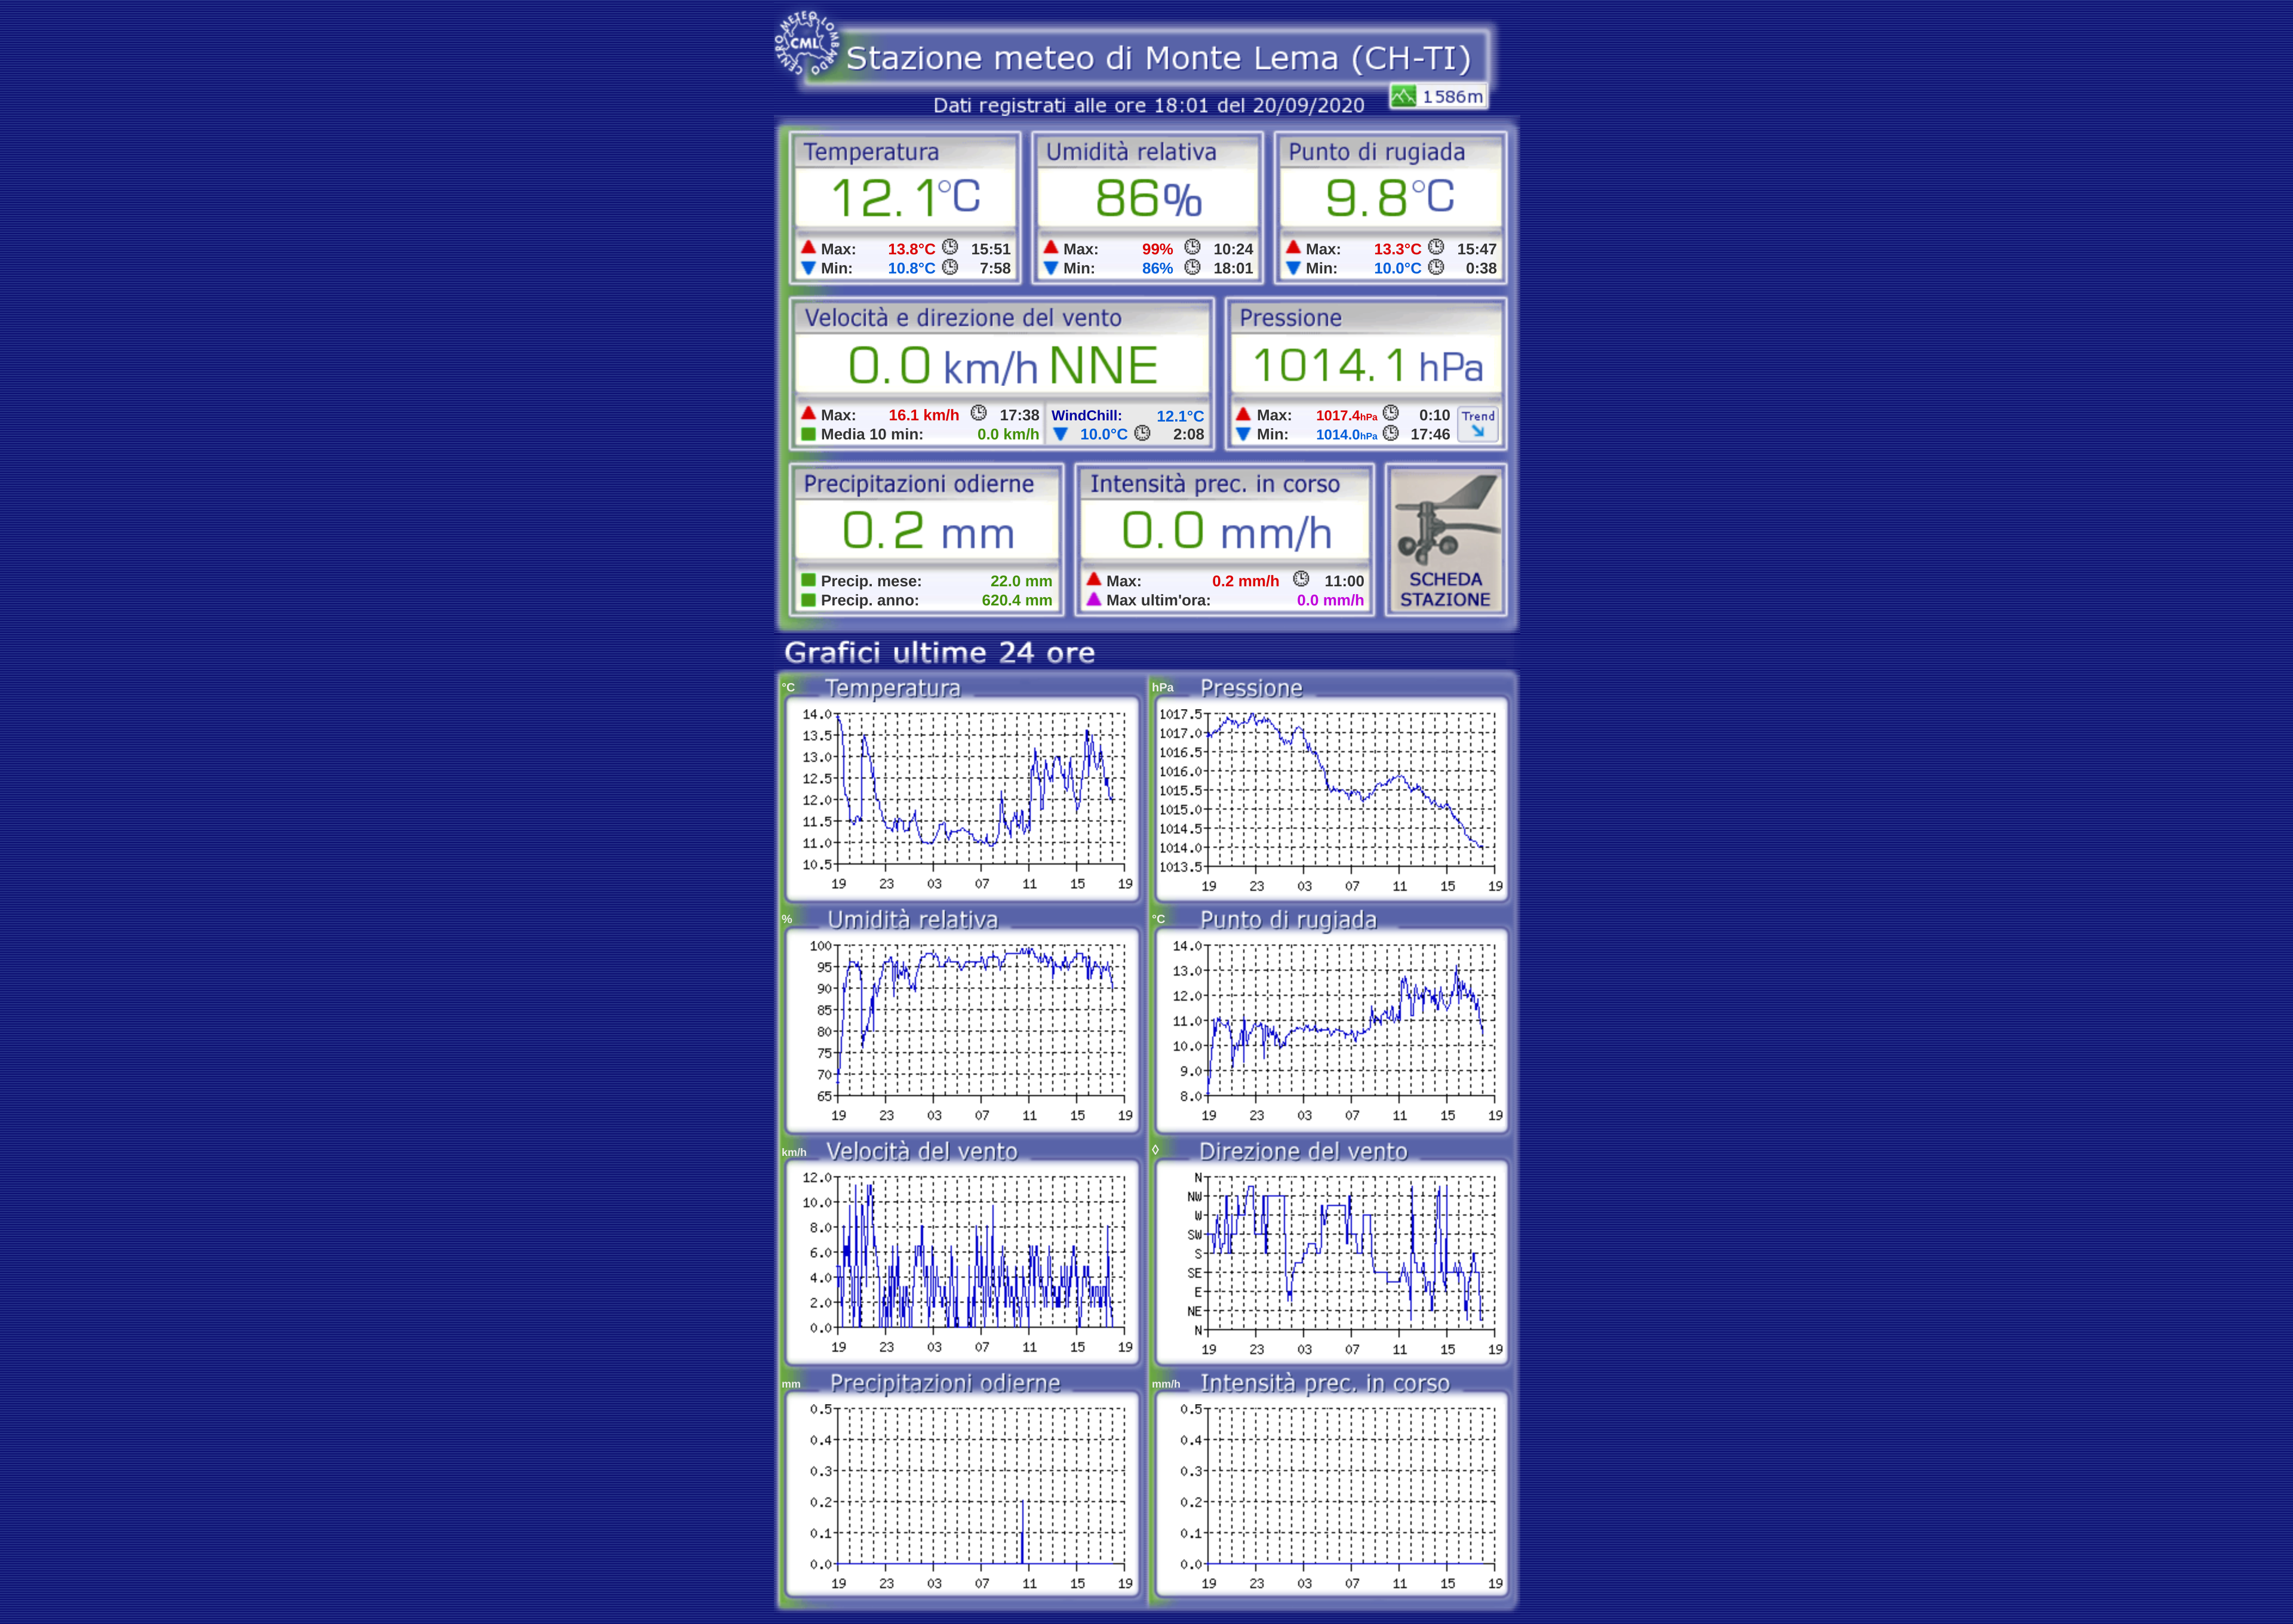 CENTRO METEO LOMBARDO
CML
Stazione meteo di Monte Lema (CH-TI)
1586m
Dati registrati alle ore 18:01 del 20/09/2020
Temperatura
12.1°C
Max: 13.8°C 15:51
Min: 10.8°C 7:58
Umidità relativa
86%
Max: 99% 10:24
Min: 86% 18:01
Punto di rugiada
9.8°C
Max: 13.3°C 15:47
Min: 10.0°C 0:38
Velocità e direzione del vento
0.0 km/h NNE
Max: 16.1 km/h 17:38
Media 10 min: 0.0 km/h
WindChill: 12.1°C
10.0°C 2:08
Pressione
1014.1 hPa
Max: 1017.4hPa 0:10
Min: 1014.0hPa 17:46
Trend
Precipitazioni odierne
0.2 mm
Precip. mese: 22.0 mm
Precip. anno: 620.4 mm
Intensità prec. in corso
0.0 mm/h
Max: 0.2 mm/h 11:00
Max ultim'ora: 0.0 mm/h
SCHEDA
STAZIONE
Grafici ultime 24 ore
°C Temperatura
14.0
13.5
13.0
12.5
12.0
11.5
11.0
10.5
19 23 03 07 11 15 19
hPa Pressione
1017.5
1017.0
1016.5
1016.0
1015.5
1015.0
1014.5
1014.0
1013.5
19 23 03 07 11 15 19
% Umidità relativa
100
95
90
85
80
75
70
65
19 23 03 07 11 15 19
°C Punto di rugiada
14.0
13.0
12.0
11.0
10.0
9.0
8.0
19 23 03 07 11 15 19
km/h Velocità del vento
12.0
10.0
8.0
6.0
4.0
2.0
0.0
19 23 03 07 11 15 19
◊ Direzione del vento
N
NW
W
SW
S
SE
E
NE
N
19 23 03 07 11 15 19
mm Precipitazioni odierne
0.5
0.4
0.3
0.2
0.1
0.0
19 23 03 07 11 15 19
mm/h Intensità prec. in corso
0.5
0.4
0.3
0.2
0.1
0.0
19 23 03 07 11 15 19